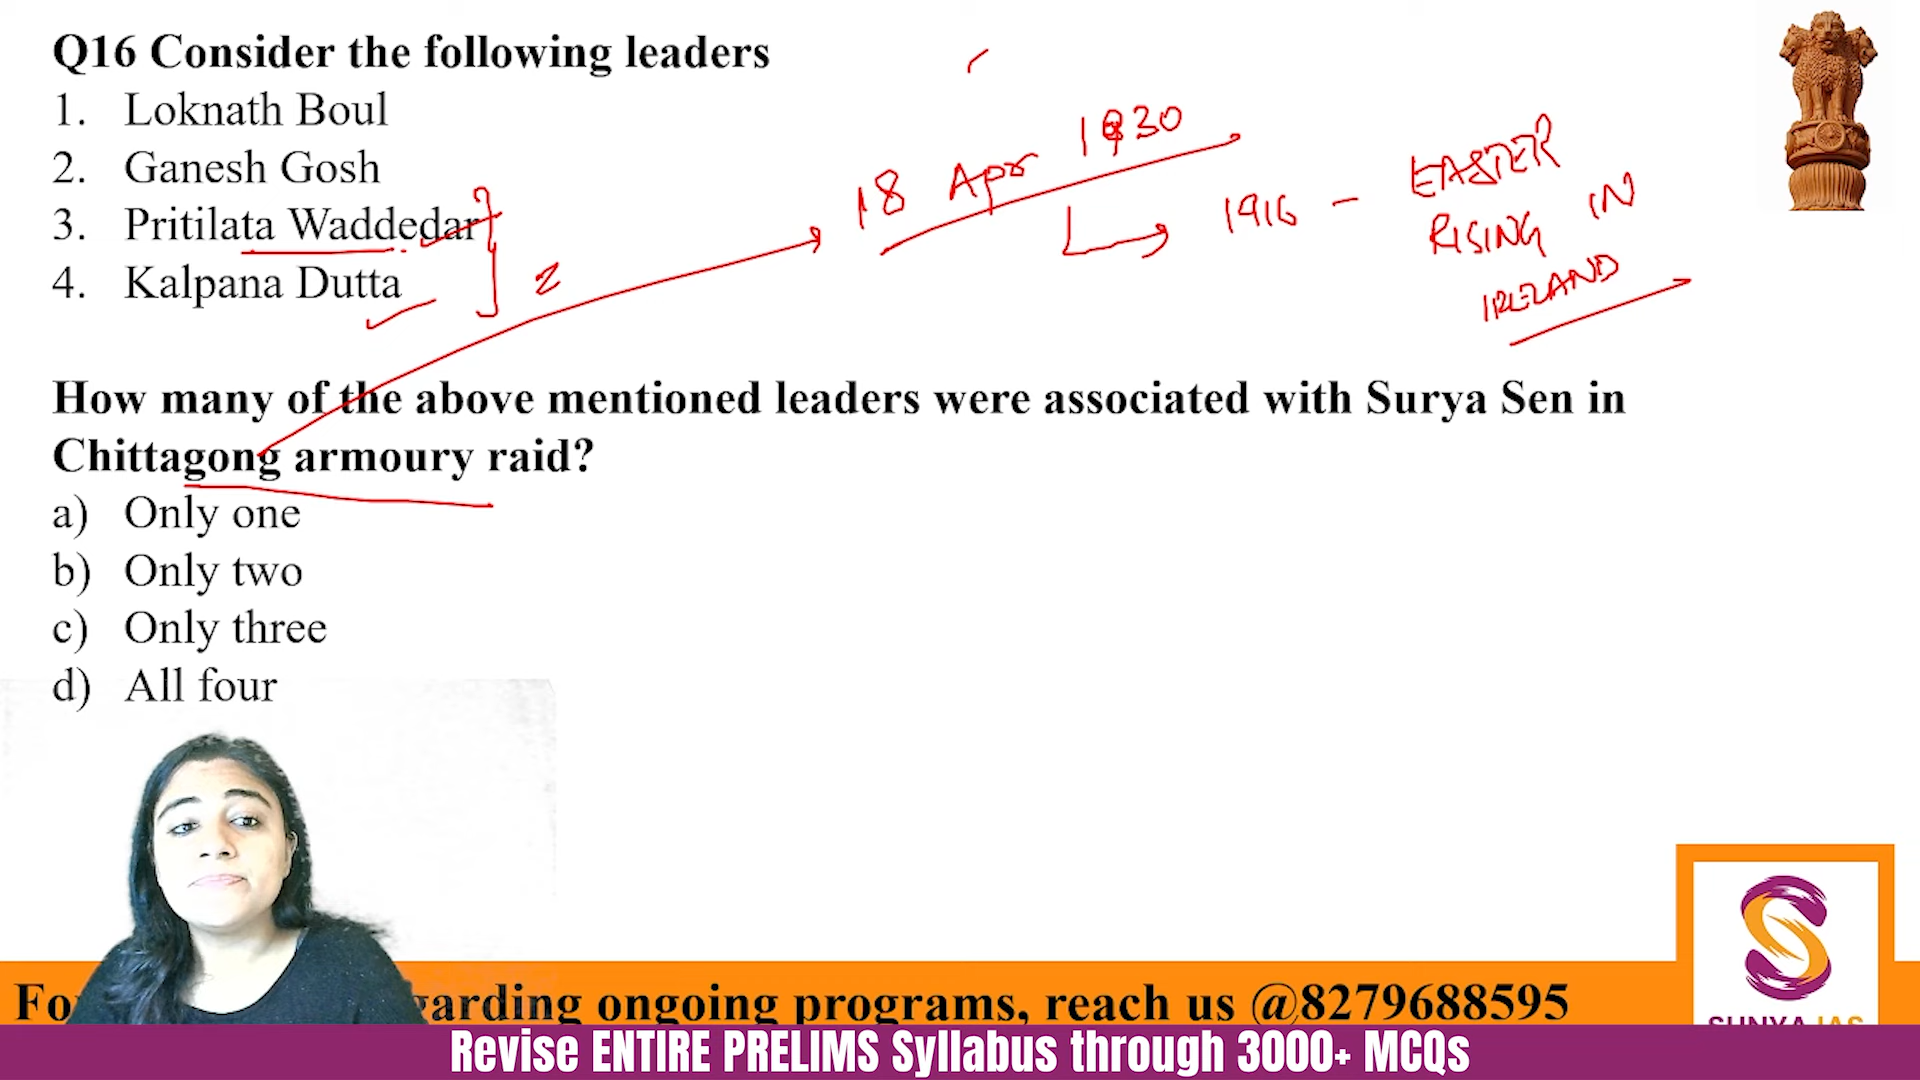 Q16 Consider the following leaders
1. Loknath Boul
2. Ganesh Gosh
3. Pritilata Waddedar
4. Kalpana Dutta
2
18 Apr 1930
1916 - EASTER
RISING IN
IRELAND
How many of the above mentioned leaders were associated with Surya Sen in
Chittagong armoury raid?
a) Only one
b) Only two
c) Only three
d) All four
garding ongoing programs, reach us @8279688595
SUNYA IAS
Revise ENTIRE PRELIMS Syllabus through 3000+ MCQs